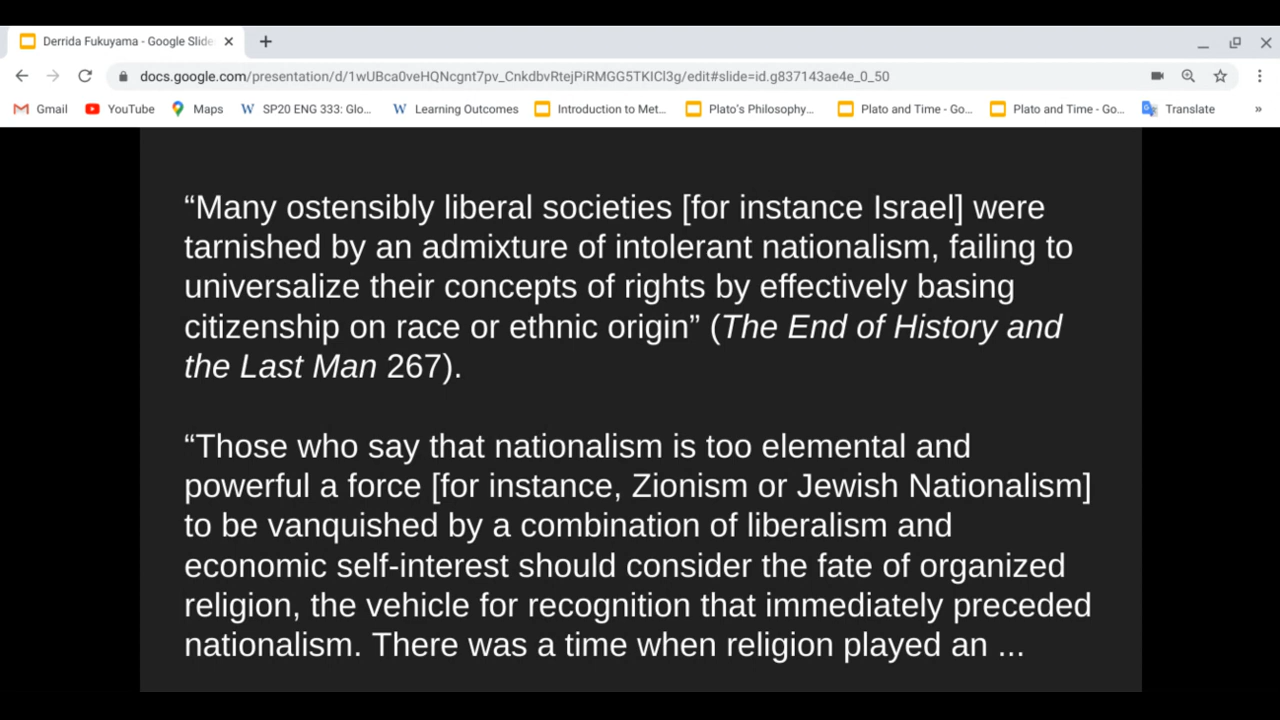 Derrida Fukuyama - Google Slide
docs.google.com/presentation/d/1wUBca0veHQNcgnt7pv_CnkdbvRtejPiRMGG5TKICl3g/edit#slide=id.g837143ae4e_0_50
Gmail YouTube Maps SP20 ENG 333: Glo... Learning Outcomes Introduction to Met... Plato's Philosophy... Plato and Time - Go... Plato and Time - Go... Translate »
“Many ostensibly liberal societies [for instance Israel] were
tarnished by an admixture of intolerant nationalism, failing to
universalize their concepts of rights by effectively basing
citizenship on race or ethnic origin” (The End of History and
the Last Man 267).
“Those who say that nationalism is too elemental and
powerful a force [for instance, Zionism or Jewish Nationalism]
to be vanquished by a combination of liberalism and
economic self-interest should consider the fate of organized
religion, the vehicle for recognition that immediately preceded
nationalism. There was a time when religion played an ...